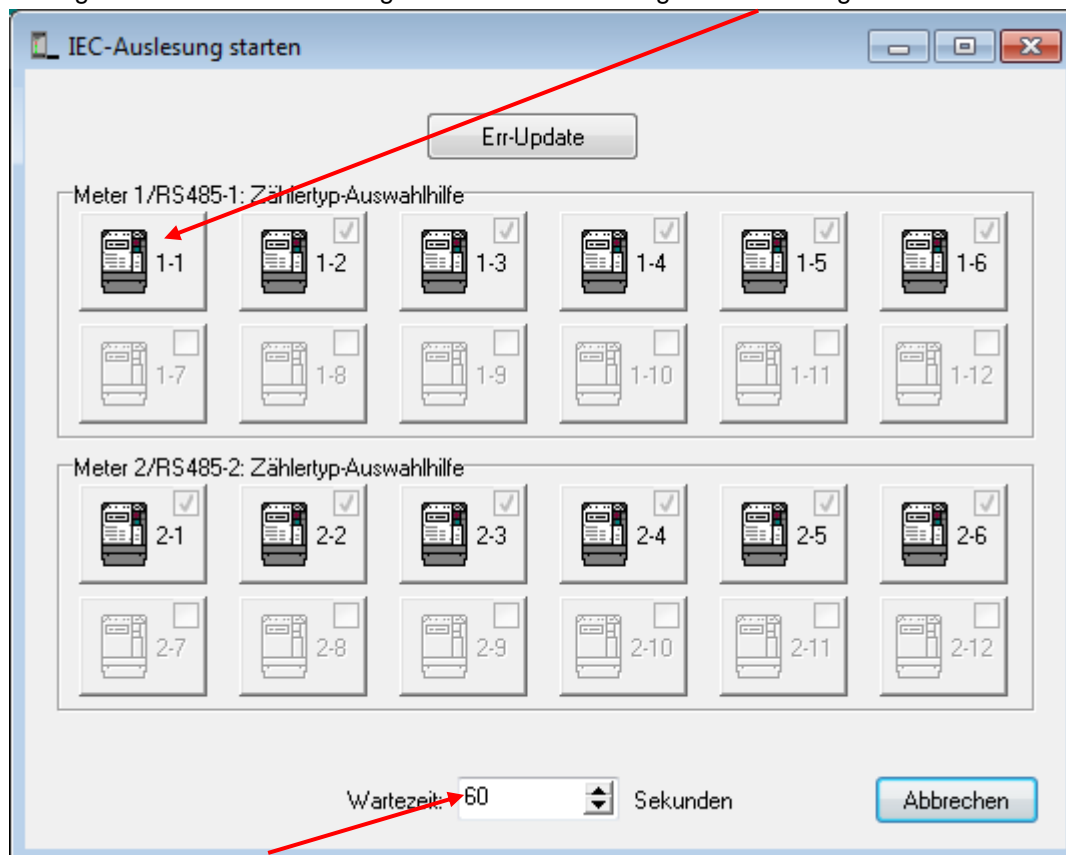 IEC-Auslesung starten
Err-Update
Meter 1/RS485-1: Zählertyp-Auswahlhilfe
1-1 1-2 1-3 1-4 1-5 1-6
1-7 1-8 1-9 1-10 1-11 1-12
Meter 2/RS485-2: Zählertyp-Auswahlhilfe
2-1 2-2 2-3 2-4 2-5 2-6
2-7 2-8 2-9 2-10 2-11 2-12
Wartezeit: 60 Sekunden Abbrechen